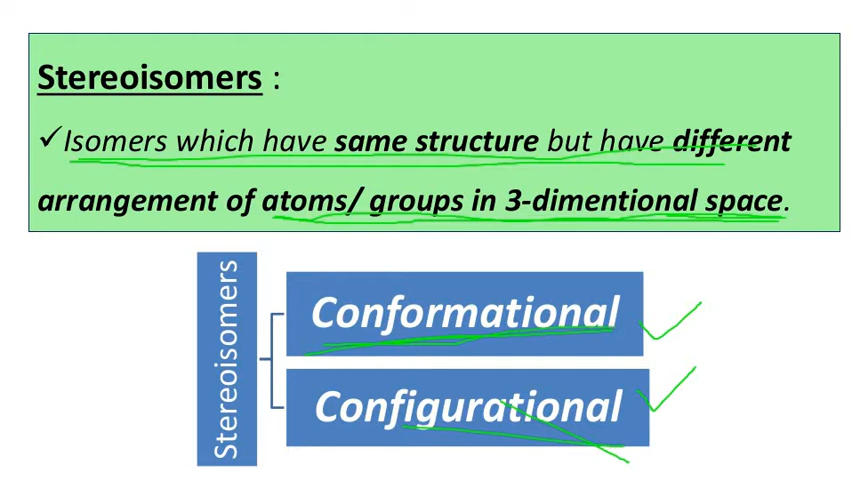 Stereoisomers :
✓Isomers which have same structure but have different
arrangement of atoms/ groups in 3-dimentional space.
Stereoisomers
Conformational
Configurational